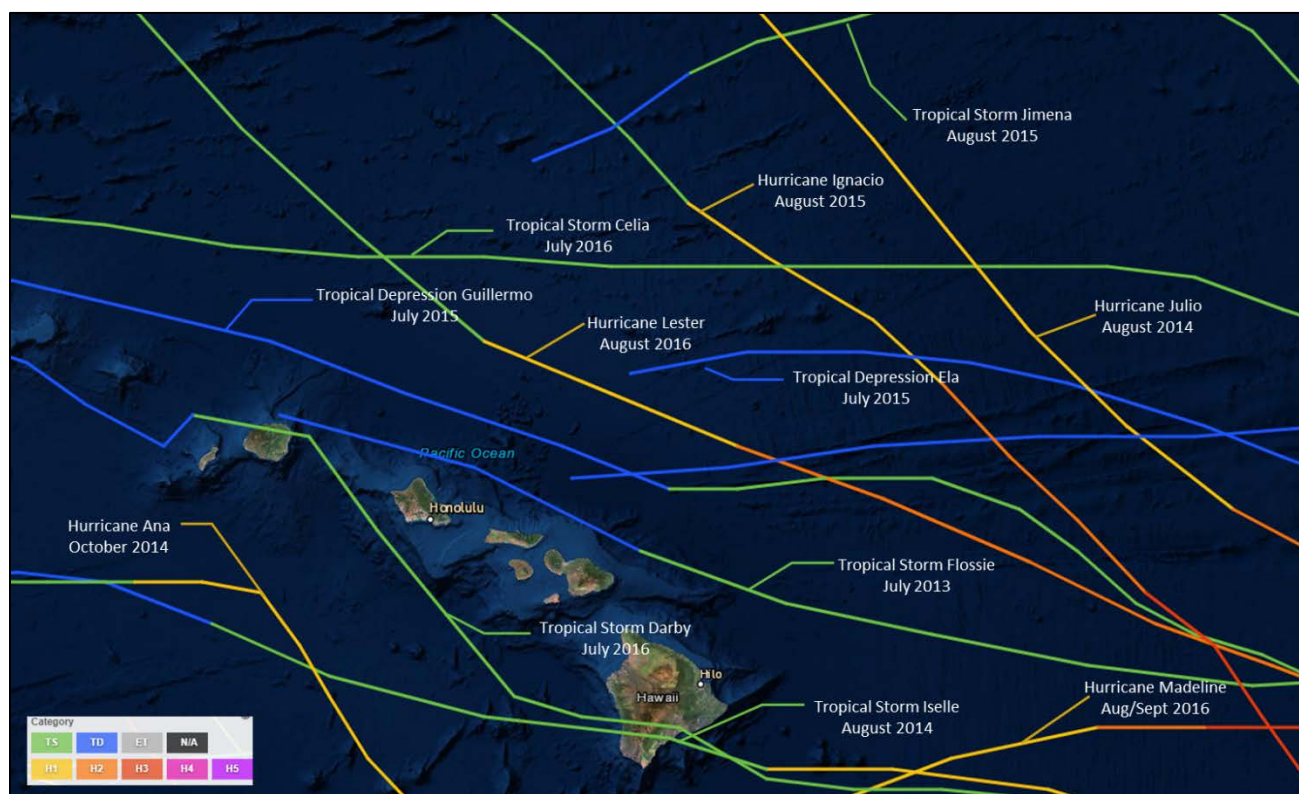 Tropical Storm Jimena
August 2015
Hurricane Ignacio
August 2015
Tropical Storm Celia
July 2016
Tropical Depression Guillermo
July 2015
Hurricane Lester
August 2016
Hurricane Julio
August 2014
Tropical Depression Ela
July 2015
Pacific Ocean
Honolulu
Hurricane Ana
October 2014
Tropical Storm Flossie
July 2013
Tropical Storm Darby
July 2016
Hilo
Hawaii
Hurricane Madeline
Aug/Sept 2016
Tropical Storm Iselle
August 2014
Category
TS TD ET N/A
H1 H2 H3 H4 H5